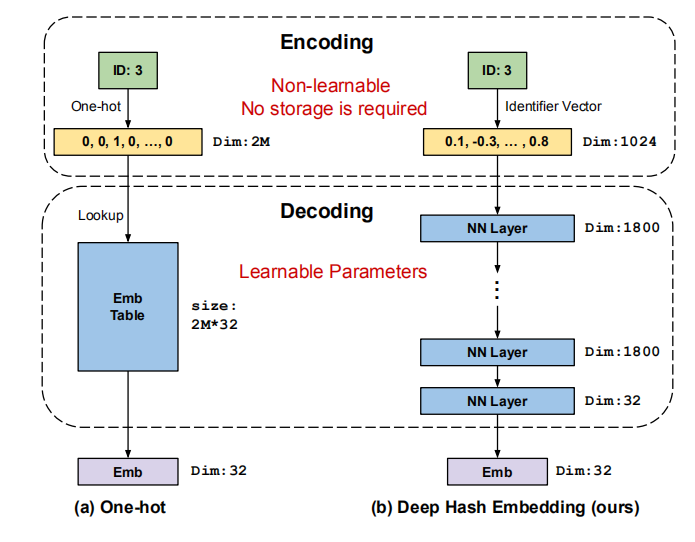 Encoding
ID: 3
ID: 3
Non-learnable
No storage is required
One-hot
Identifier Vector
0, 0, 1, 0, ..., 0
Dim:2M
0.1, -0.3, ... , 0.8
Dim:1024
Decoding
Lookup
NN Layer
Dim:1800
Learnable Parameters
Emb
Table
size:
2M*32
⋮
NN Layer
Dim:1800
NN Layer
Dim:32
Emb
Dim:32
Emb
Dim:32
(a) One-hot
(b) Deep Hash Embedding (ours)